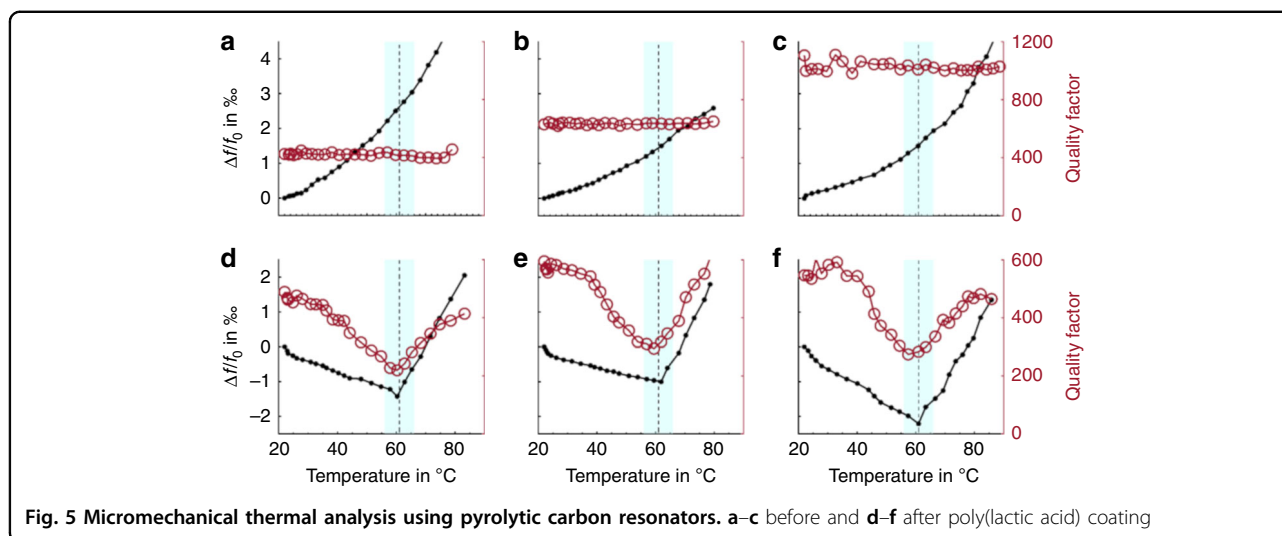 a
b
c
4
3
2
1
0
Δf/f0 in ‰
1200
800
400
0
Quality factor
d
e
f
2
1
0
−1
−2
Δf/f0 in ‰
600
400
200
0
Quality factor
20 40 60 80
20 40 60 80
20 40 60 80
Temperature in °C
Temperature in °C
Temperature in °C
Fig. 5 Micromechanical thermal analysis using pyrolytic carbon resonators. a–c before and d–f after poly(lactic acid) coating